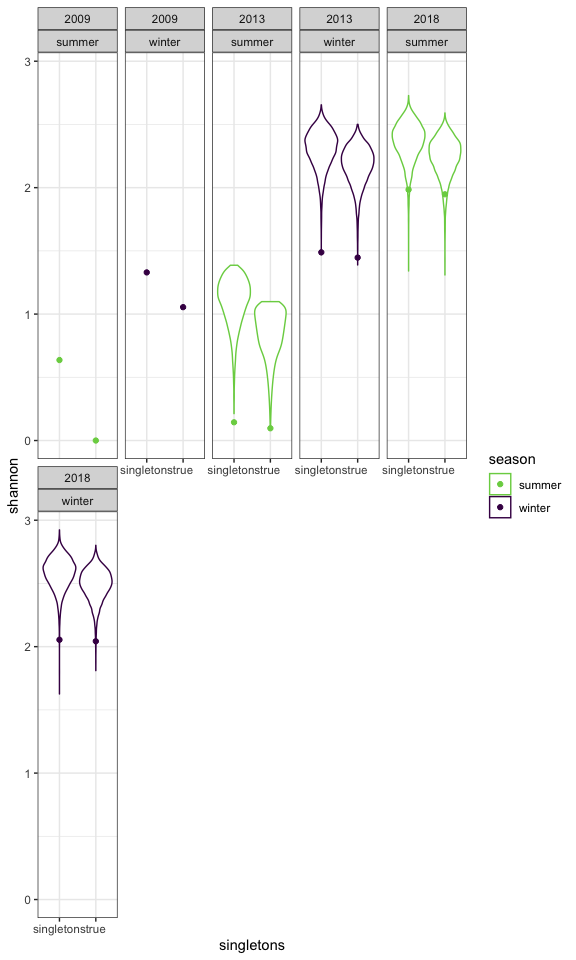 2009 2009 2013 2013 2018
summer winter summer winter summer
3
2
1
0
singletonstrue singletonstrue singletonstrue singletonstrue
2018
winter
3
2
1
0
singletonstrue
singletons
shannon
season
summer
winter